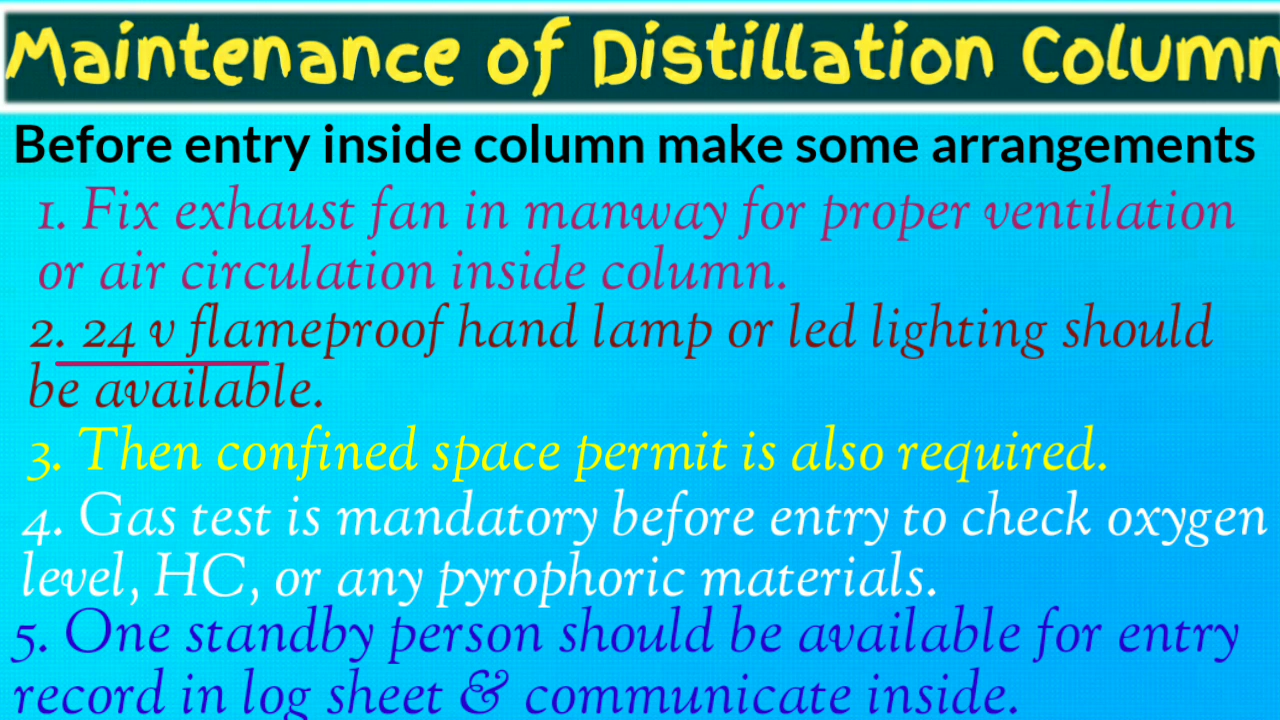 Maintenance of Distillation Column
Before entry inside column make some arrangements
1. Fix exhaust fan in manway for proper ventilation
or air circulation inside column.
2. 24 v flameproof hand lamp or led lighting should
be available.
3. Then confined space permit is also required.
4. Gas test is mandatory before entry to check oxygen
level, HC, or any pyrophoric materials.
5. One standby person should be available for entry
record in log sheet & communicate inside.